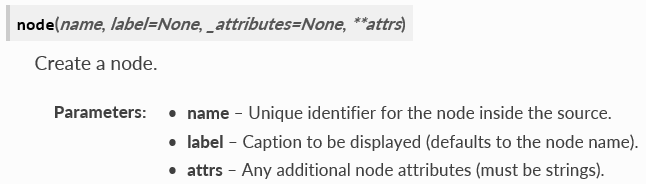 node(name, label=None, _attributes=None, **attrs)
Create a node.
Parameters: • name – Unique identifier for the node inside the source.
• label – Caption to be displayed (defaults to the node name).
• attrs – Any additional node attributes (must be strings).